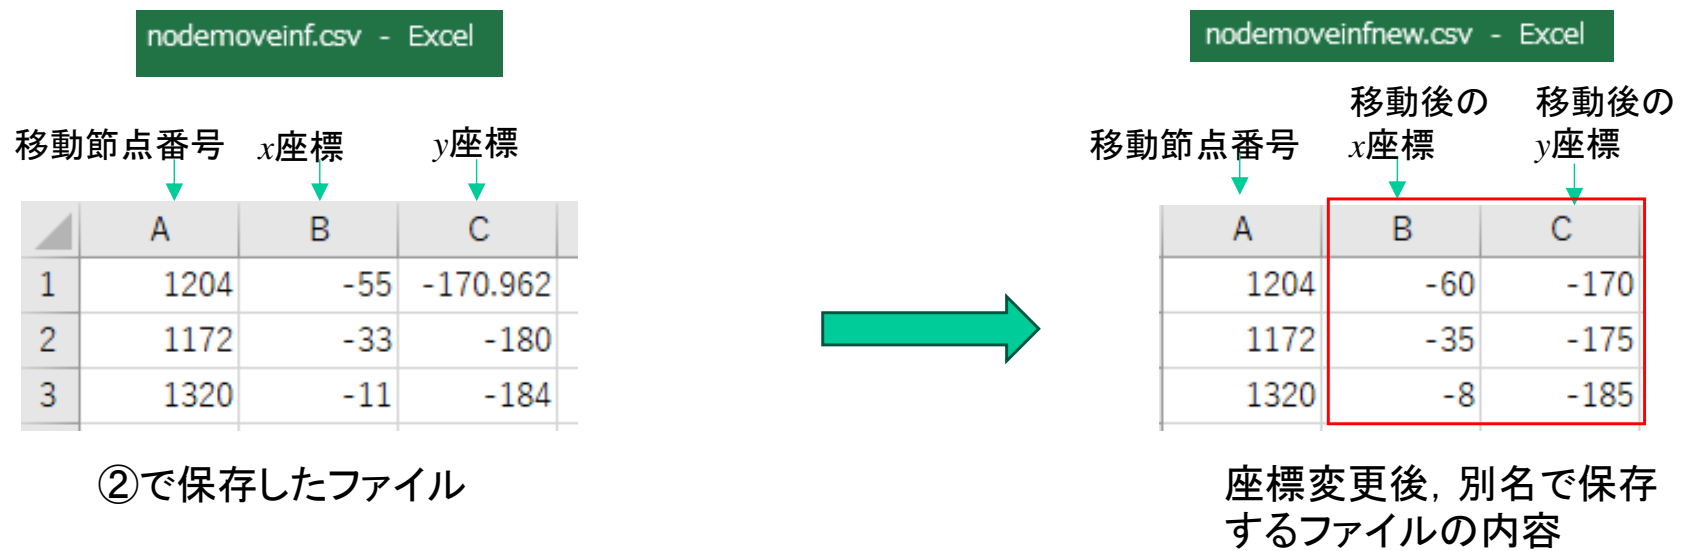 nodemoveinf.csv - Excel
移動節点番号 x座標 y座標
A B C
1 1204 -55 -170.962
2 1172 -33 -180
3 1320 -11 -184
②で保存したファイル
nodemoveinfnew.csv - Excel
移動節点番号
移動後の
x座標
移動後の
y座標
A B C
1204 -60 -170
1172 -35 -175
1320 -8 -185
座標変更後，別名で保存
するファイルの内容